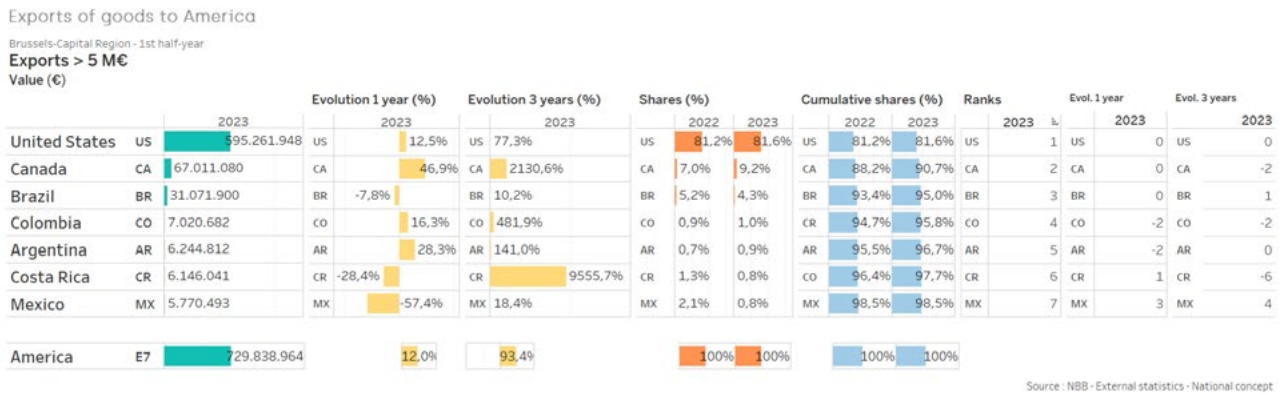 Exports of goods to America
Brussels-Capital Region - 1st half-year
Exports > 5 M€
Value (€)
Evolution 1 year (%) Evolution 3 years (%) Shares (%) Cumulative shares (%) Ranks Evol. 1 year Evol. 3 years
2023 2023 2023 2022 2023 2022 2023 2023 2023 2023
United States US 595.261.948 US 12,5% US 77,3% US 81,2% 81,6% US 81,2% 81,6% US 1 US 0 US 0
Canada CA 67.011.080 CA 46,9% CA 2130,6% CA 7,0% 9,2% CA 88,2% 90,7% CA 2 CA 0 CA -2
Brazil BR 31.071.900 BR -7,8% BR 10,2% BR 5,2% 4,3% BR 93,4% 95,0% BR 3 BR 0 BR 1
Colombia CO 7.020.682 CO 16,3% CO 481,9% CO 0,9% 1,0% CR 94,7% 95,8% CO 4 CO -2 CO -2
Argentina AR 6.244.812 AR 28,3% AR 141,0% AR 0,7% 0,9% AR 95,5% 96,7% AR 5 AR -2 AR 0
Costa Rica CR 6.146.041 CR -28,4% CR 9555,7% CR 1,3% 0,8% CO 96,4% 97,7% CR 6 CR 1 CR -6
Mexico MX 5.770,493 MX -57,4% MX 18,4% MX 2,1% 0,8% MX 98,5% 98,5% MX 7 MX 3 MX 4
America E7 729.838.964 12,0% 93,4% 100% 100% 100% 100%
Source : NBB - External statistics - National concept